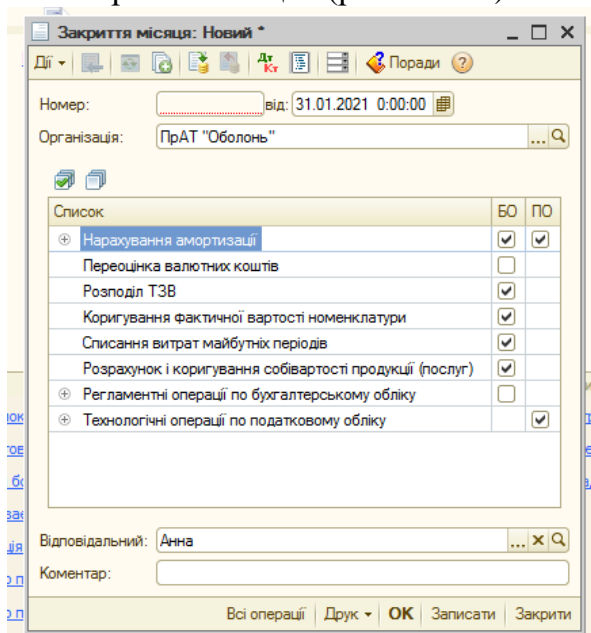 Закриття місяця: Новий *
Дії Дт Кт Поради ?
Номер: від: 31.01.2021 0:00:00
Організація: ПрАТ "Оболонь" ...
Список БО ПО
Нарахування амортизації
Переоцінка валютних коштів
Розподіл ТЗВ
Коригування фактичної вартості номенклатури
Списання витрат майбутніх періодів
Розрахунок і коригування собівартості продукції (послуг)
Регламентні операції по бухгалтерському обліку
Технологічні операції по податковому обліку
Відповідальний: Анна ...
Коментар:
Всі операції Друк OK Записати Закрити